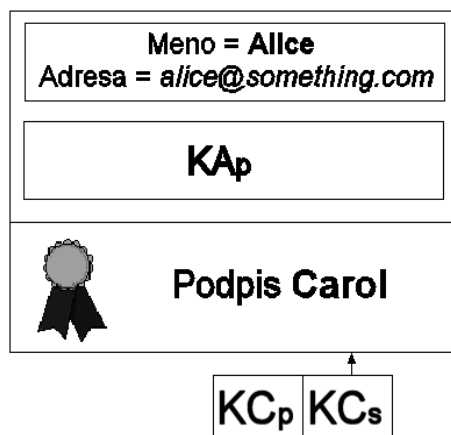 Meno = Alice
Adresa = alice@something.com
KAp
Podpis Carol
KCp KCs